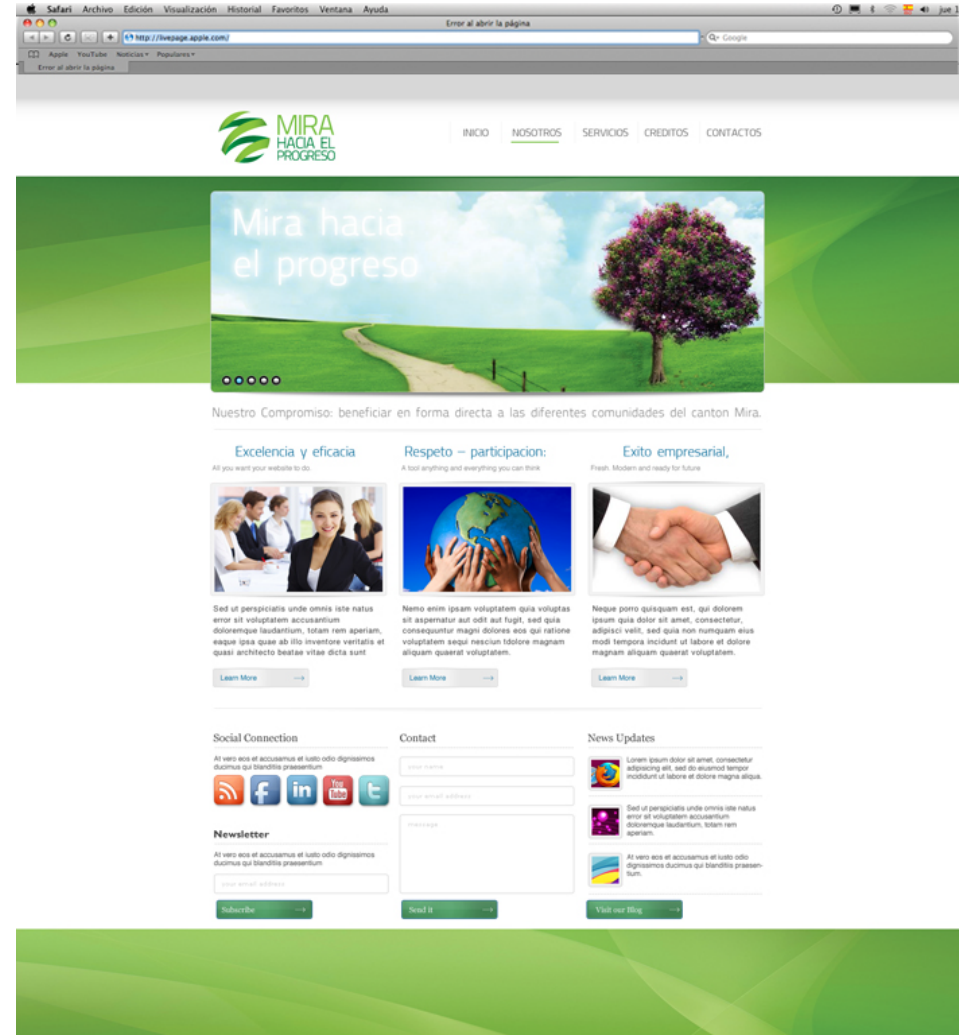 Safari Archivo Edición Visualización Historial Favoritos Ventana Ayuda
jue 1
Error al abrir la página
http://livepage.apple.com/
Google
Apple YouTube Noticias Populares
Error al abrir la página
MIRA
HACIA EL
PROGRESO
INICIO NOSOTROS SERVICIOS CREDITOS CONTACTOS
Mira hacia
el progreso
Nuestro Compromiso: beneficiar en forma directa a las diferentes comunidades del canton Mira.
Excelencia y eficacia
All you want your website to do.
Sed ut perspiciatis unde omnis iste natus
error sit voluptatem accusantium
doloremque laudantium, totam rem aperiam,
eaque ipsa quae ab illo inventore veritatis et
quasi architecto beatae vitae dicta sunt
Learn More
Respeto – participacion:
A tool anything and everything you can think
Nemo enim ipsam voluptatem quia voluptas
sit aspernatur aut odit aut fugit, sed quia
consequuntur magni dolores eos qui ratione
voluptatem sequi nesciun tdolore magnam
aliquam quaerat voluptatem.
Learn More
Exito empresarial,
Fresh. Modern and ready for future
Neque porro quisquam est, qui dolorem
ipsum quia dolor sit amet, consectetur,
adipisci velit, sed quia non numquam eius
modi tempora incidunt ut labore et dolore
magnam aliquam quaerat voluptatem.
Learn More
Social Connection
At vero eos et accusamus et iusto odio dignissimos
ducimus qui blanditiis praesentium
You
Tube
Newsletter
At vero eos et accusamus et iusto odio dignissimos
ducimus qui blanditiis praesentium
your email address
Subscribe
Contact
your name
your email address
message
Send it
News Updates
Lorem ipsum dolor sit amet, consectetur
adipisicing elit, sed do eiusmod tempor
incididunt ut labore et dolore magna aliqua.
Sed ut perspiciatis unde omnis iste natus
error sit voluptatem accusantium
doloremque laudantium, totam rem
aperiam.
At vero eos et accusamus et iusto odio
dignissimos ducimus qui blanditiis praesen-
tium.
Visit our Blog